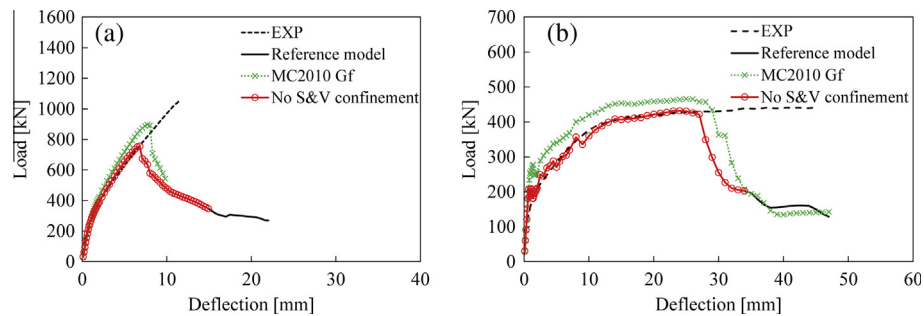 (a)
EXP
Reference model
MC2010 Gf
No S&V confinement
Load [kN]
1600
1400
1200
1000
800
600
400
200
0
0 10 20 30 40
Deflection [mm]
(b)
EXP
Reference model
MC2010 Gf
No S&V confinement
Load [kN]
700
600
500
400
300
200
100
0
0 10 20 30 40 50 60
Deflection [mm]